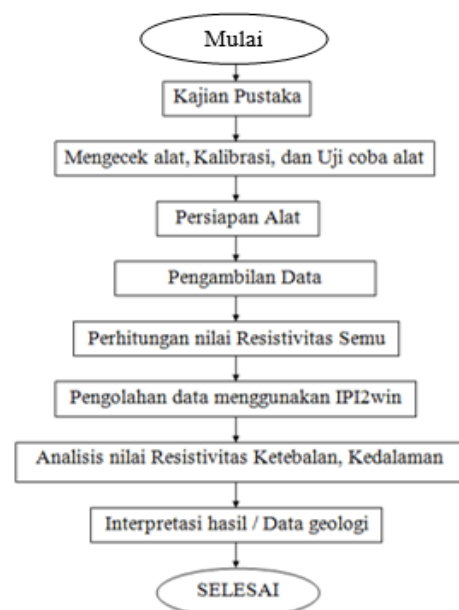 Mulai
Kajian Pustaka
Mengecek alat, Kalibrasi, dan Uji coba alat
Persiapan Alat
Pengambilan Data
Perhitungan nilai Resistivitas Semu
Pengolahan data menggunakan IPI2win
Analisis nilai Resistivitas Ketebalan, Kedalaman
Interpretasi hasil / Data geologi
SELESAI